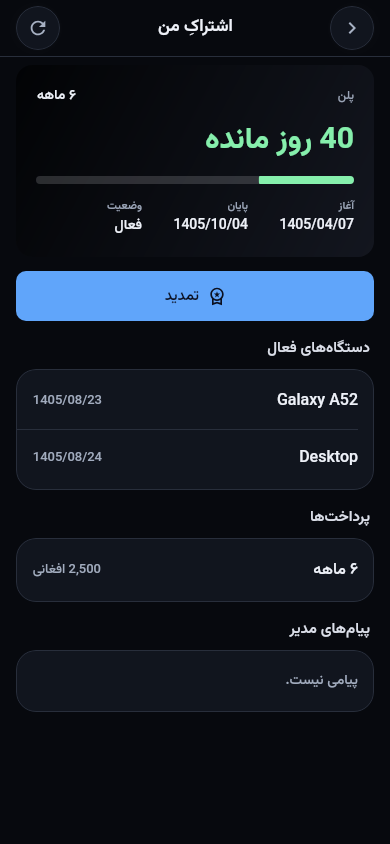 اشتراکِ من
پلن
۶ ماهه
40 روز مانده
آغاز
پایان
وضعیت
1405/04/07
1405/10/04
فعال
تمدید
دستگاه‌های فعال
Galaxy A52
1405/08/23
Desktop
1405/08/24
پرداخت‌ها
۶ ماهه
2,500 افغانی
پیام‌های مدیر
پیامی نیست.